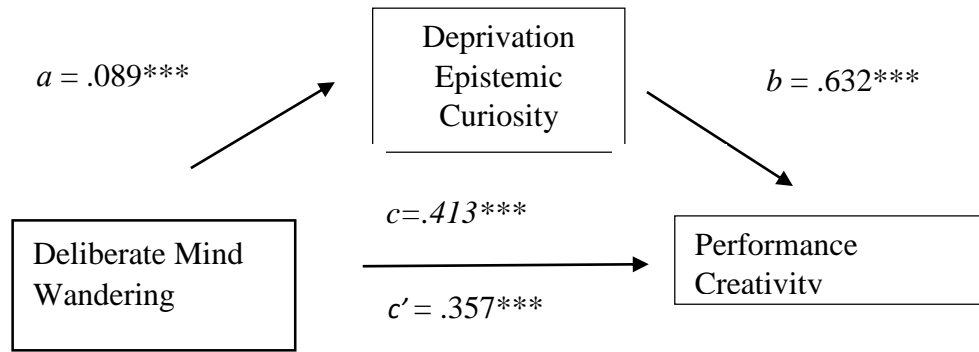 Deprivation
Epistemic
Curiosity
a = .089***
b = .632***
c=.413***
Deliberate Mind
Wandering
Performance
Creativity
c' = .357***